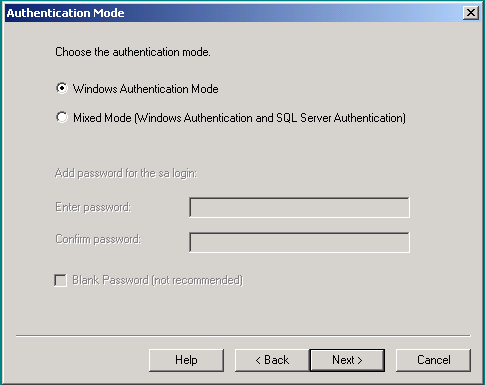 Authentication Mode
Choose the authentication mode.
Windows Authentication Mode
Mixed Mode (Windows Authentication and SQL Server Authentication)
Add password for the sa login:
Enter password:
Confirm password:
Blank Password (not recommended)
Help
< Back
Next >
Cancel